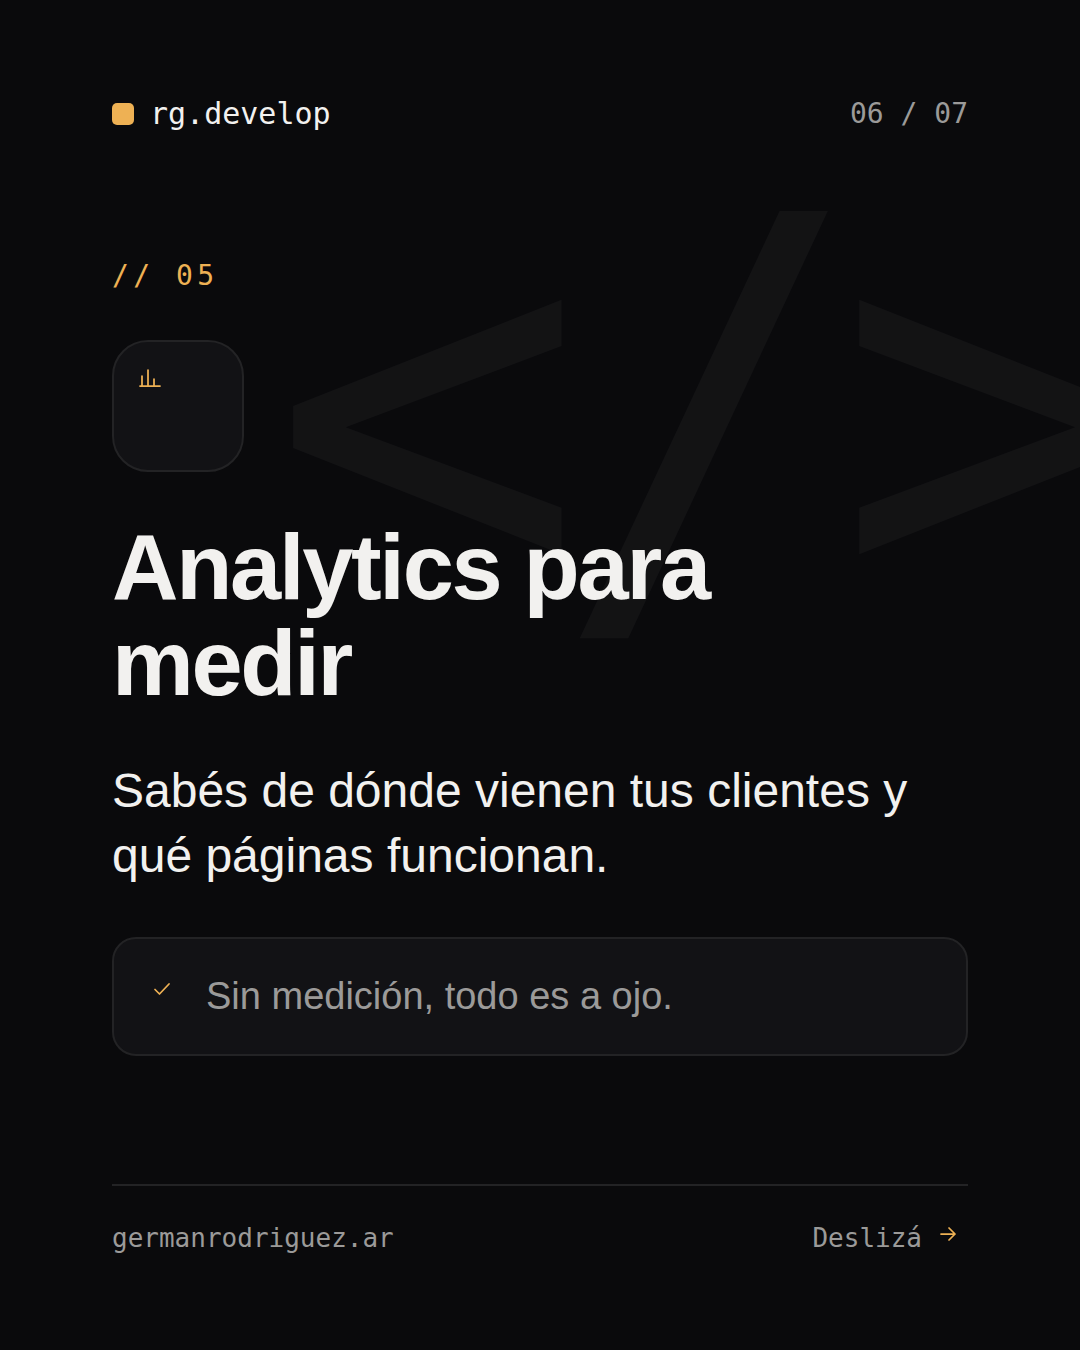 rg.develop
06 / 07
// 05
</>
Analytics para
medir
Sabés de dónde vienen tus clientes y
qué páginas funcionan.
Sin medición, todo es a ojo.
germanrodriguez.ar
Deslizá →